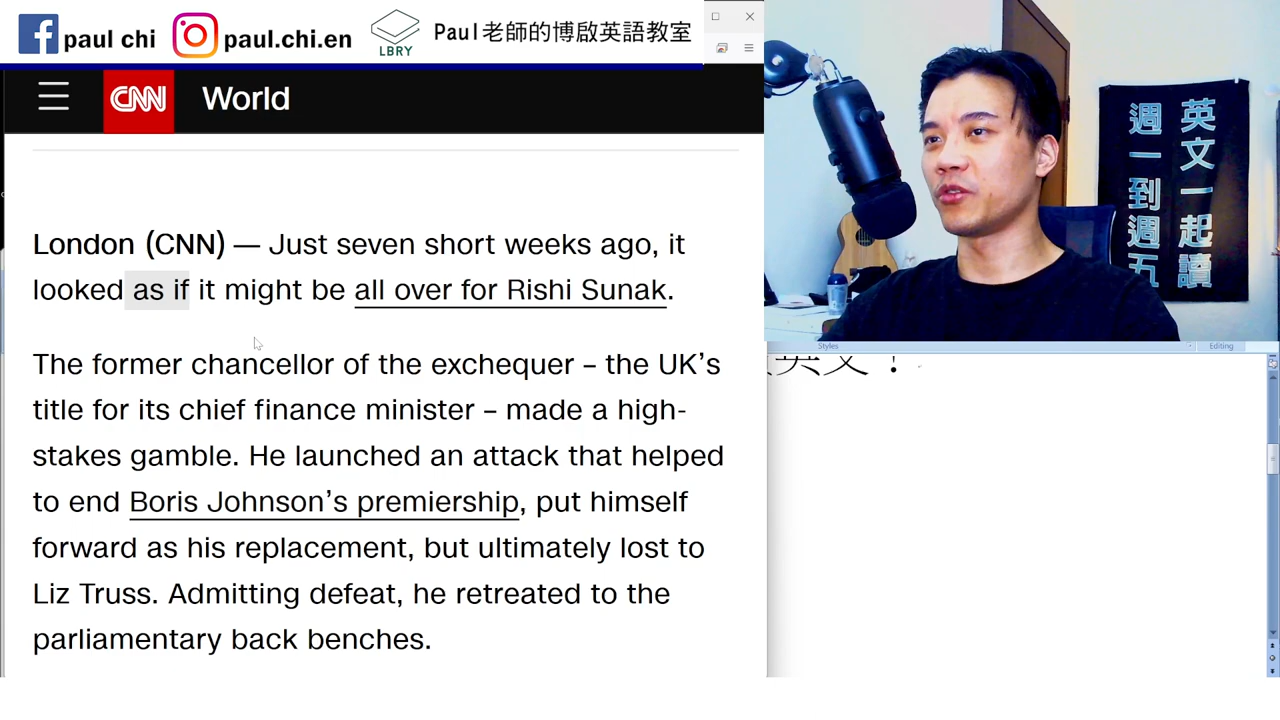 paul chi
paul.chi.en
LBRY
Paul老師的博啟英語教室
CNN
World
London (CNN) — Just seven short weeks ago, it
looked as if it might be all over for Rishi Sunak.
The former chancellor of the exchequer – the UK’s
title for its chief finance minister – made a high-
stakes gamble. He launched an attack that helped
to end Boris Johnson’s premiership, put himself
forward as his replacement, but ultimately lost to
Liz Truss. Admitting defeat, he retreated to the
parliamentary back benches.
英文一起讀
週一到週五
Styles
Editing
英文！